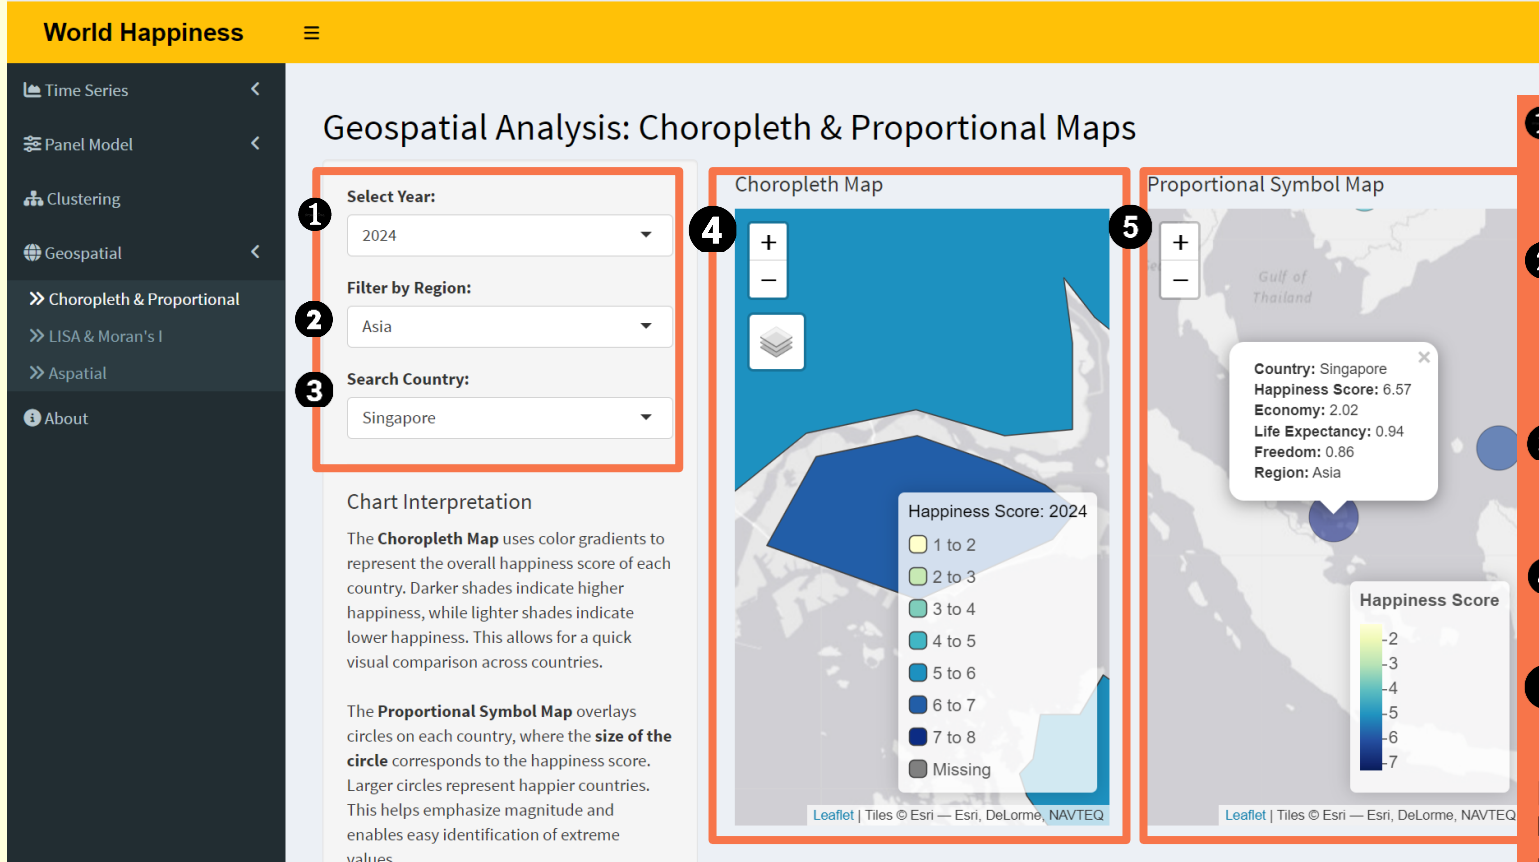 World Happiness
Time Series
Panel Model
Clustering
Geospatial
Choropleth & Proportional
LISA & Moran's I
Aspatial
About
Geospatial Analysis: Choropleth & Proportional Maps
1
Select Year:
2024
2
Filter by Region:
Asia
3
Search Country:
Singapore
Chart Interpretation
The Choropleth Map uses color gradients to
represent the overall happiness score of each
country. Darker shades indicate higher
happiness, while lighter shades indicate
lower happiness. This allows for a quick
visual comparison across countries.
The Proportional Symbol Map overlays
circles on each country, where the size of the
circle corresponds to the happiness score.
Larger circles represent happier countries.
This helps emphasize magnitude and
enables easy identification of extreme
values.
4
Choropleth Map
+
−
Happiness Score: 2024
1 to 2
2 to 3
3 to 4
4 to 5
5 to 6
6 to 7
7 to 8
Missing
Leaflet | Tiles © Esri — Esri, DeLorme, NAVTEQ
5
Proportional Symbol Map
+
−
Gulf of
Thailand
Country: Singapore
Happiness Score: 6.57
Economy: 2.02
Life Expectancy: 0.94
Freedom: 0.86
Region: Asia
×
Happiness Score
2
3
4
5
6
7
Leaflet | Tiles © Esri — Esri, DeLorme, NAVTEQ